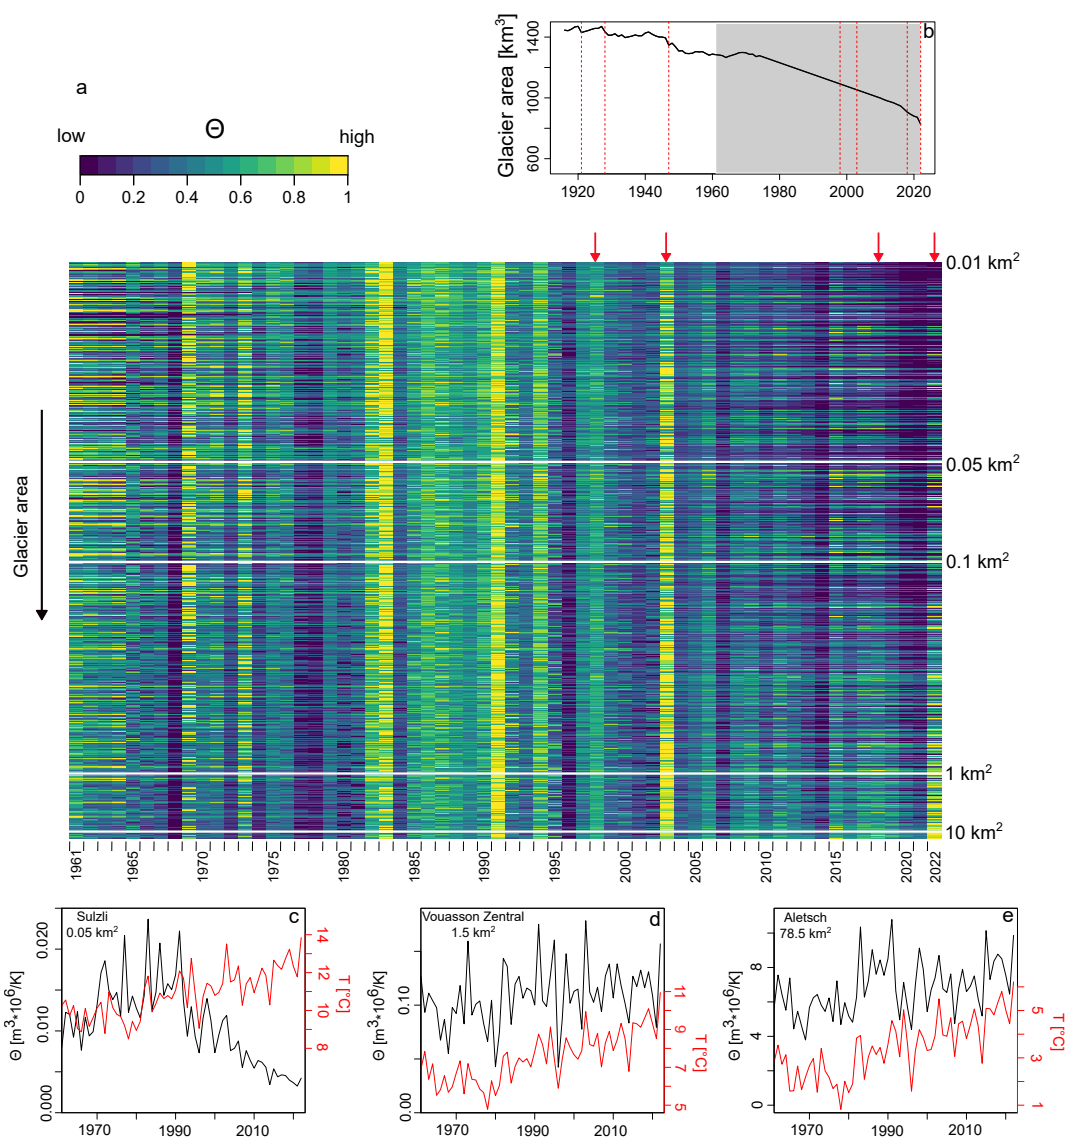 b
Glacier area [km³]
1400
1000
600
1920 1940 1960 1980 2000 2020
a
low Θ high
0 0.2 0.4 0.6 0.8 1
Glacier area
0.01 km²
0.05 km²
0.1 km²
1 km²
10 km²
1961 1965 1970 1975 1980 1985 1990 1995 2000 2005 2010 2015 2020 2022
Sulzli
0.05 km²
c
Θ [m³*10⁶/K]
0.000 0.010 0.020
T [°C]
8 10 12 14
1970 1990 2010
Vouasson Zentral
1.5 km²
d
Θ [m³*10⁶/K]
0.00 0.10
T [°C]
5 7 9 11
1970 1990 2010
Aletsch
78.5 km²
e
Θ [m³*10⁶/K]
0 4 8
T [°C]
1 3 5
1970 1990 2010